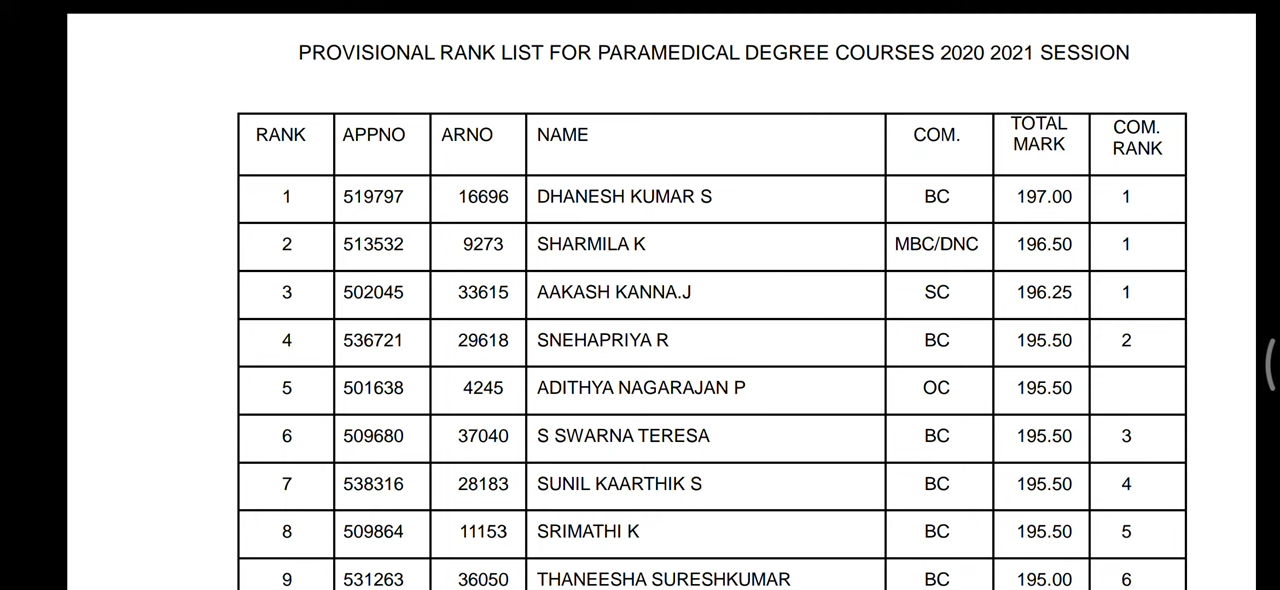 PROVISIONAL RANK LIST FOR PARAMEDICAL DEGREE COURSES 2020 2021 SESSION
RANK APPNO ARNO NAME COM. TOTAL MARK COM. RANK
1 519797 16696 DHANESH KUMAR S BC 197.00 1
2 513532 9273 SHARMILA K MBC/DNC 196.50 1
3 502045 33615 AAKASH KANNA.J SC 196.25 1
4 536721 29618 SNEHAPRIYA R BC 195.50 2
5 501638 4245 ADITHYA NAGARAJAN P OC 195.50
6 509680 37040 S SWARNA TERESA BC 195.50 3
7 538316 28183 SUNIL KAARTHIK S BC 195.50 4
8 509864 11153 SRIMATHI K BC 195.50 5
9 531263 36050 THANEESHA SURESHKUMAR BC 195.00 6